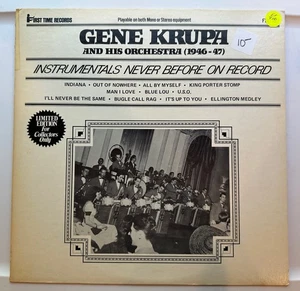 FIRST TIME RECORDS
Playable on both Mono or Stereo equipment
GENE KRUPA
AND HIS ORCHESTRA (1946-47)
10-
INSTRUMENTALS NEVER BEFORE ON RECORD
INDIANA • OUT OF NOWHERE • ALL BY MYSELF • KING PORTER STOMP
MAN I LOVE • BLUE LOU • U.S.O.
I'LL NEVER BE THE SAME • BUGLE CALL RAG • IT'S UP TO YOU • ELLINGTON MEDLEY
LIMITED
EDITION
For
Collectors
Only